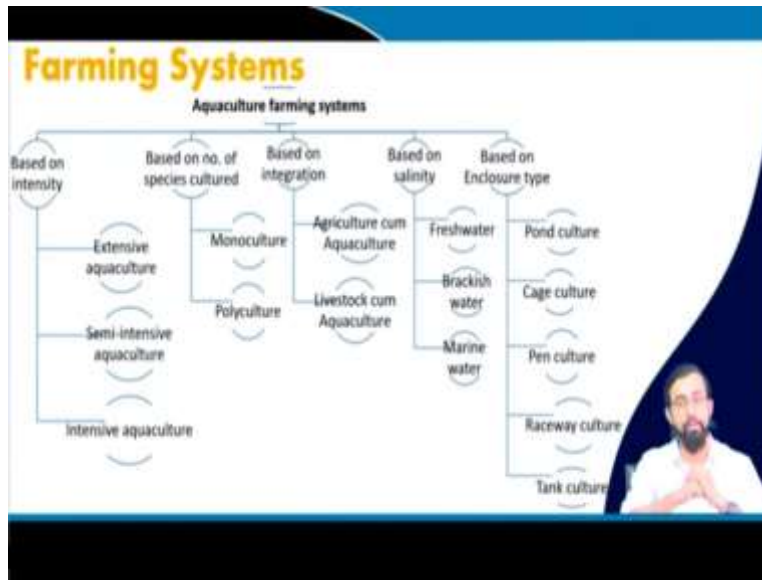 Farming Systems
Aquaculture farming systems
Based on
intensity
Extensive
aquaculture
Semi-intensive
aquaculture
Intensive aquaculture
Based on no. of
species cultured
Monoculture
Polyculture
Based on
integration
Agriculture cum
Aquaculture
Livestock cum
Aquaculture
Based on
salinity
Freshwater
Brackish
water
Marine
water
Based on
Enclosure type
Pond culture
Cage culture
Pen culture
Raceway culture
Tank culture